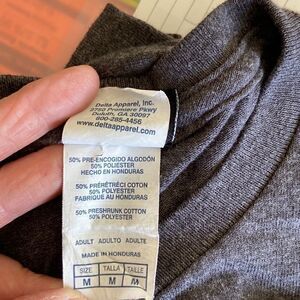 Delta Apparel, Inc.
2750 Premiere Pkwy
Duluth, GA 30097
800-285-4456
www.deltaapparel.com
50% PRE-ENCOGIDO ALGODÓN
50% POLIESTER
HECHO EN HONDURAS
50% PRÉRÉTRÉCI COTON
50% POLYESTER
FABRIQUÉ AU HONDURAS
50% PRESHRUNK COTTON
50% POLYESTER
ADULT ADULTO ADULTE
MADE IN HONDURAS
SIZE TALLA TAILLE
M M M